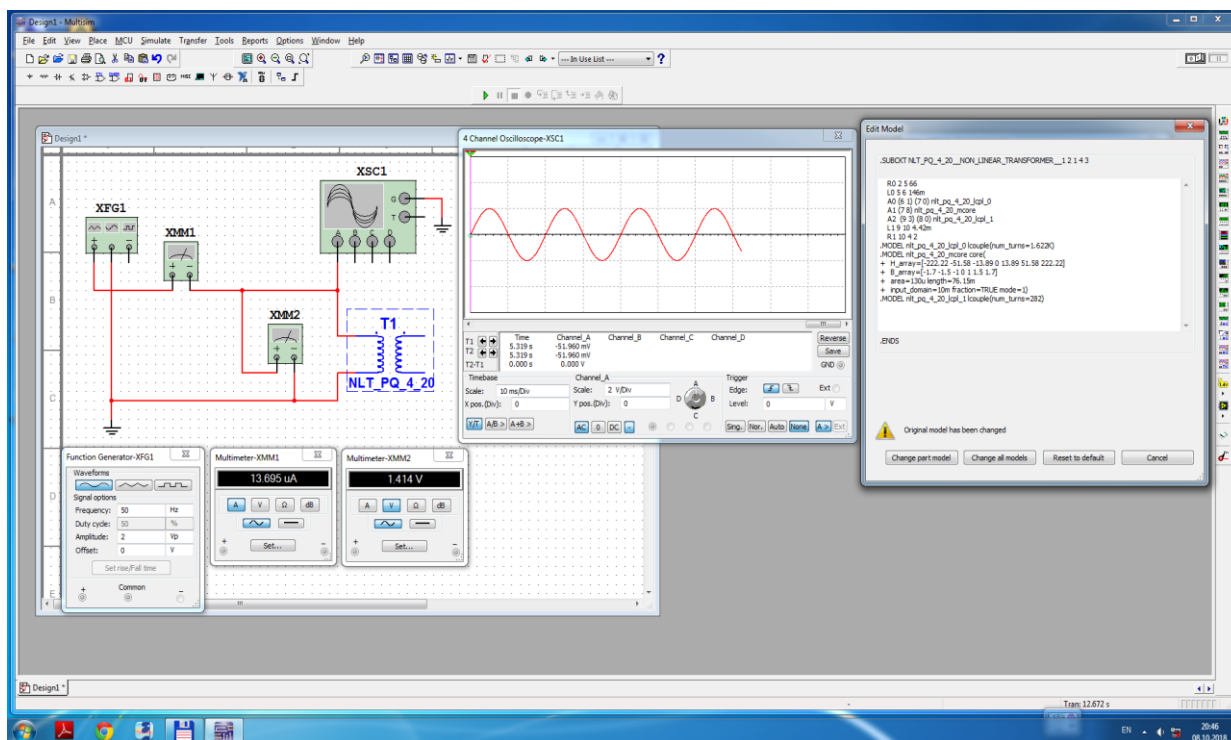 Design1 - Multisim
File Edit View Place MCU Simulate Transfer Tools Reports Options Window Help
--- In Use List ---
Design1 *
A
B
C
D
E
XFG1
XMM1
XSC1
G
T
A B C D
XMM2
T1
NLT_PQ_4_20
4 Channel Oscilloscope-XSC1
Time Channel_A Channel_B Channel_C Channel_D
T1 5.319 s -51.960 mV
T2 5.319 s -51.960 mV
T2-T1 0.000 s 0.000 V
Reverse
Save
GND
Timebase
Scale: 10 ms/Div
X pos.(Div): 0
Y/T A/B > A+B >
Channel_A
Scale: 2 V/Div
Y pos.(Div): 0
AC 0 DC -
A
B
C
D
Trigger
Edge: Ext
Level: 0 V
Sing. Nor. Auto None A > Ext
Function Generator-XFG1
Waveforms
Signal options
Frequency: 50 Hz
Duty cycle: 50 %
Amplitude: 2 Vp
Offset: 0 V
Set rise/Fall time
+ Common -
Multimeter-XMM1
13.695 uA
A V Ω dB
+ Set... -
Multimeter-XMM2
1.414 V
A V Ω dB
+ Set... -
Edit Model
.SUBCKT NLT_PQ_4_20__NON_LINEAR_TRANSFORMER__1 2 1 4 3
R0 2 5 66
L0 5 6 146m
A0 (6 1) (7 0) nlt_pq_4_20_lcpl_0
A1 (7 8) nlt_pq_4_20_mcore
A2 (9 3) (8 0) nlt_pq_4_20_lcpl_1
L1 9 10 4.42m
R1 10 4 2
.MODEL nlt_pq_4_20_lcpl_0 lcouple(num_turns=1.622K)
.MODEL nlt_pq_4_20_mcore core(
+ H_array=[-222.22 -51.58 -13.89 0 13.89 51.58 222.22]
+ B_array=[-1.7 -1.5 -1 0 1 1.5 1.7]
+ area=130u length=76.15m
+ input_domain=10m fraction=TRUE mode=1)
.MODEL nlt_pq_4_20_lcpl_1 lcouple(num_turns=282)
.ENDS
Original model has been changed
Change part model Change all models Reset to default Cancel
Design1 *
Tran: 12.672 s
EN 20:46
08.10.2018